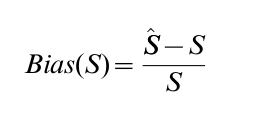 Bias(S) = (Ŝ − S) / S